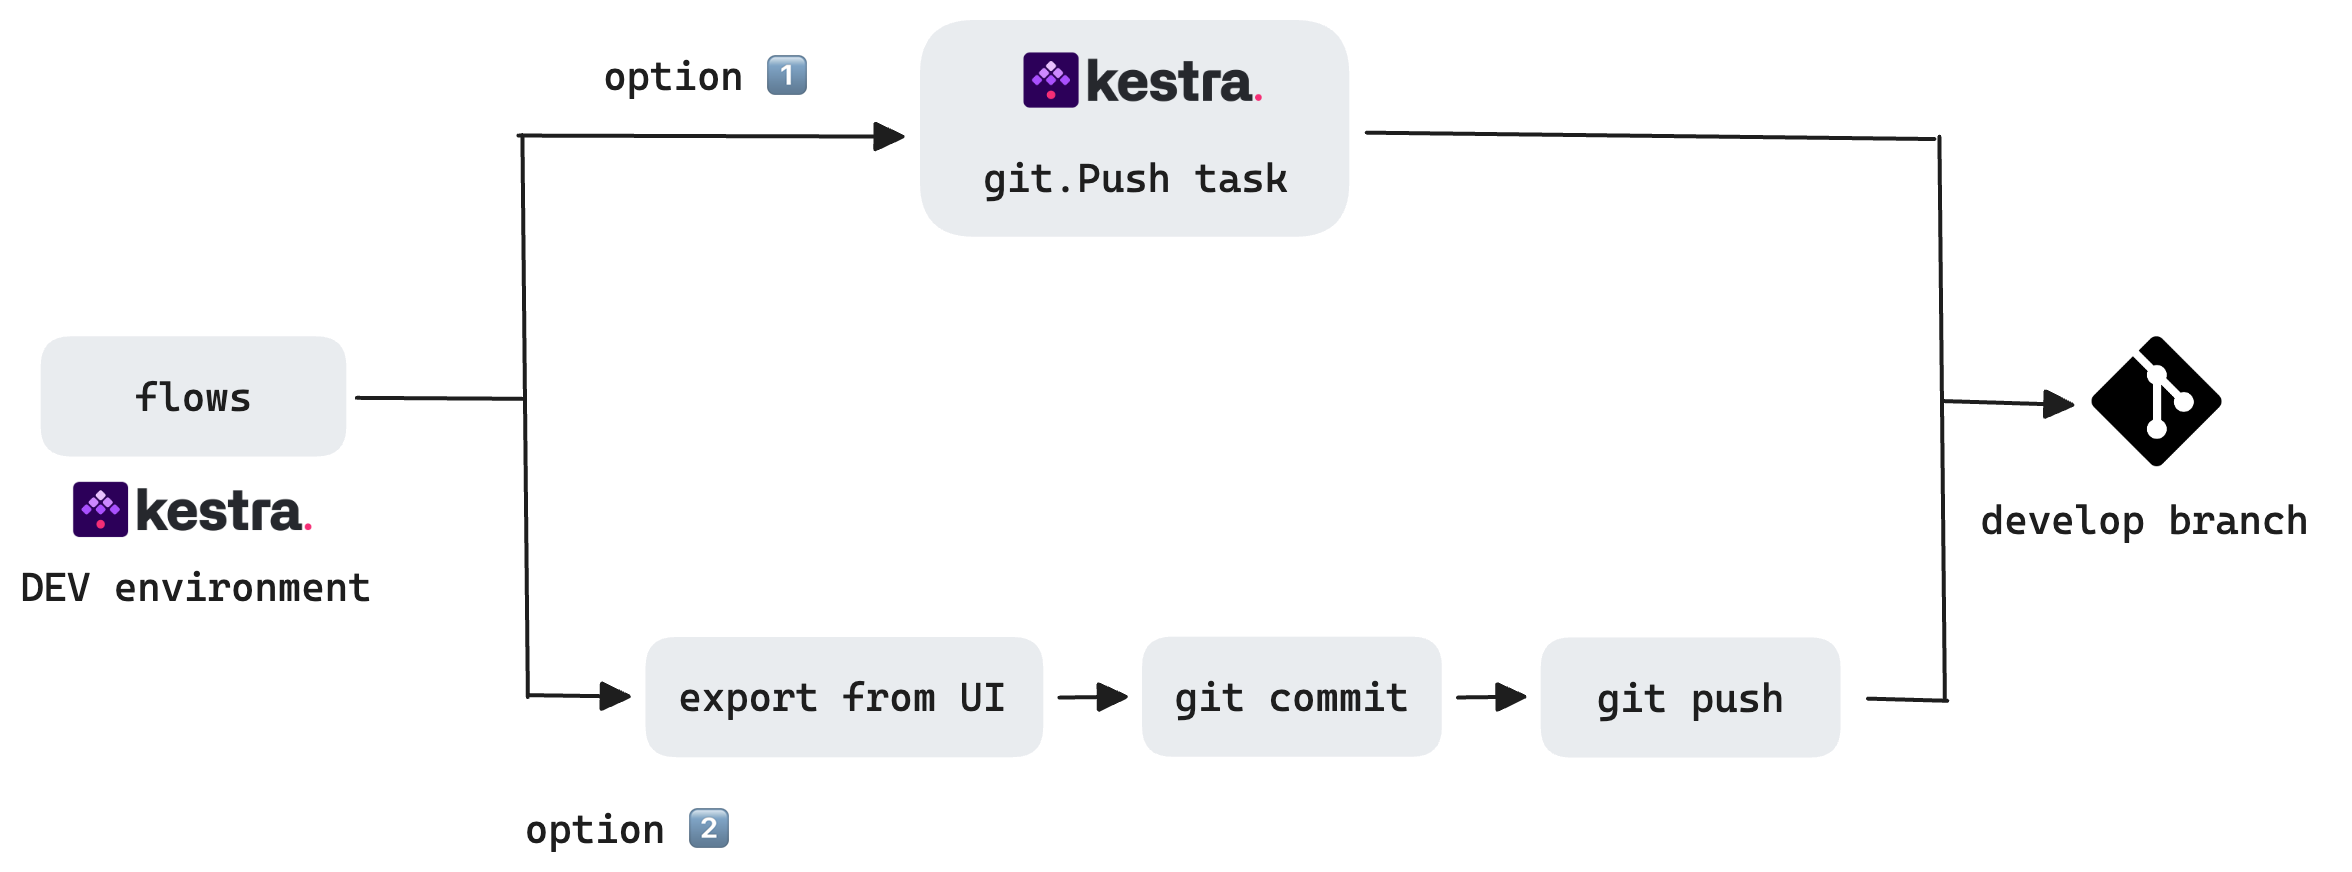 option 1
kestra.
git.Push task
flows
kestra.
DEV environment
develop branch
export from UI
git commit
git push
option 2